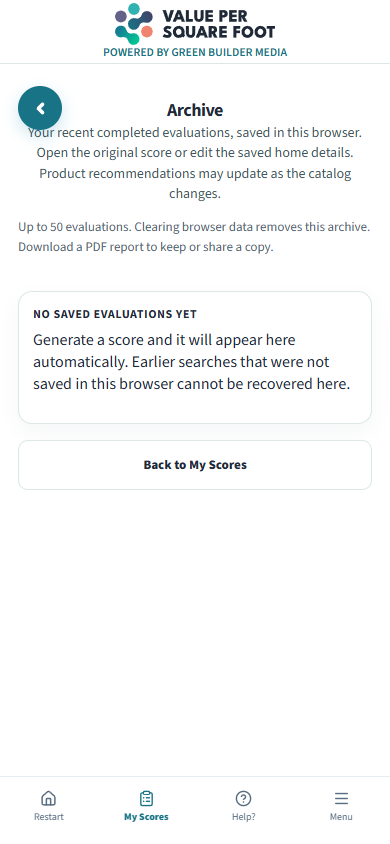 VALUE PER
SQUARE FOOT
POWERED BY GREEN BUILDER MEDIA
Archive
Your recent completed evaluations, saved in this browser.
Open the original score or edit the saved home details.
Product recommendations may update as the catalog
changes.
Up to 50 evaluations. Clearing browser data removes this archive.
Download a PDF report to keep or share a copy.
NO SAVED EVALUATIONS YET
Generate a score and it will appear here
automatically. Earlier searches that were not
saved in this browser cannot be recovered here.
Back to My Scores
Restart
My Scores
Help?
Menu